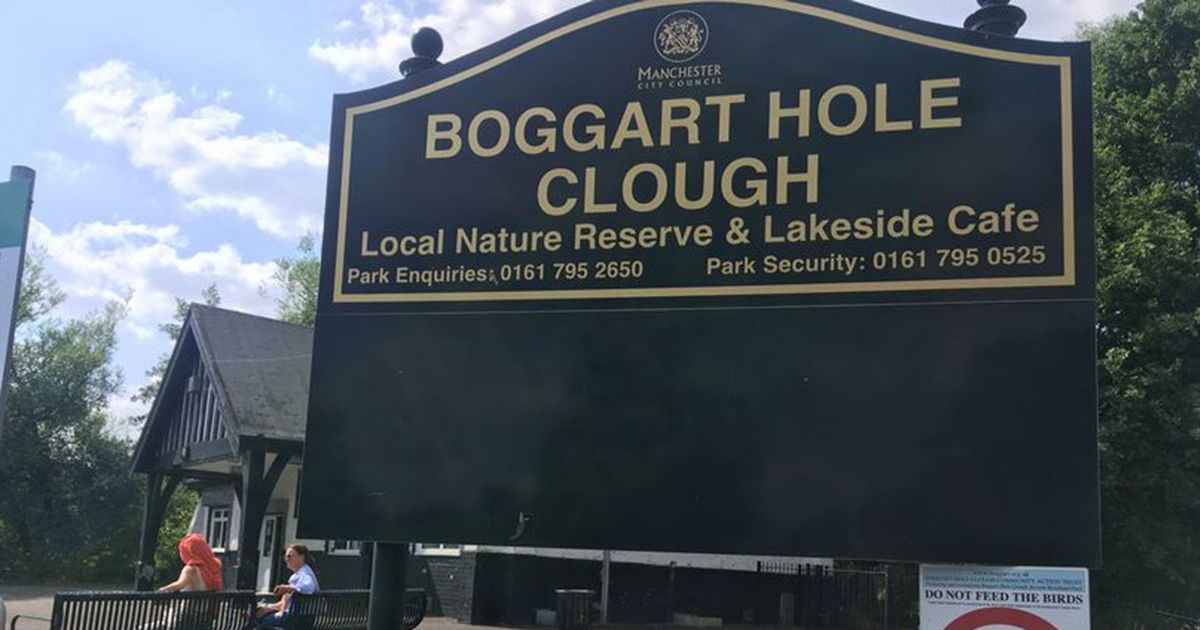 MANCHESTER
CITY COUNCIL
BOGGART HOLE
CLOUGH
Local Nature Reserve & Lakeside Cafe
Park Enquiries: 0161 795 2650 Park Security: 0161 795 0525
DO NOT FEED THE BIRDS